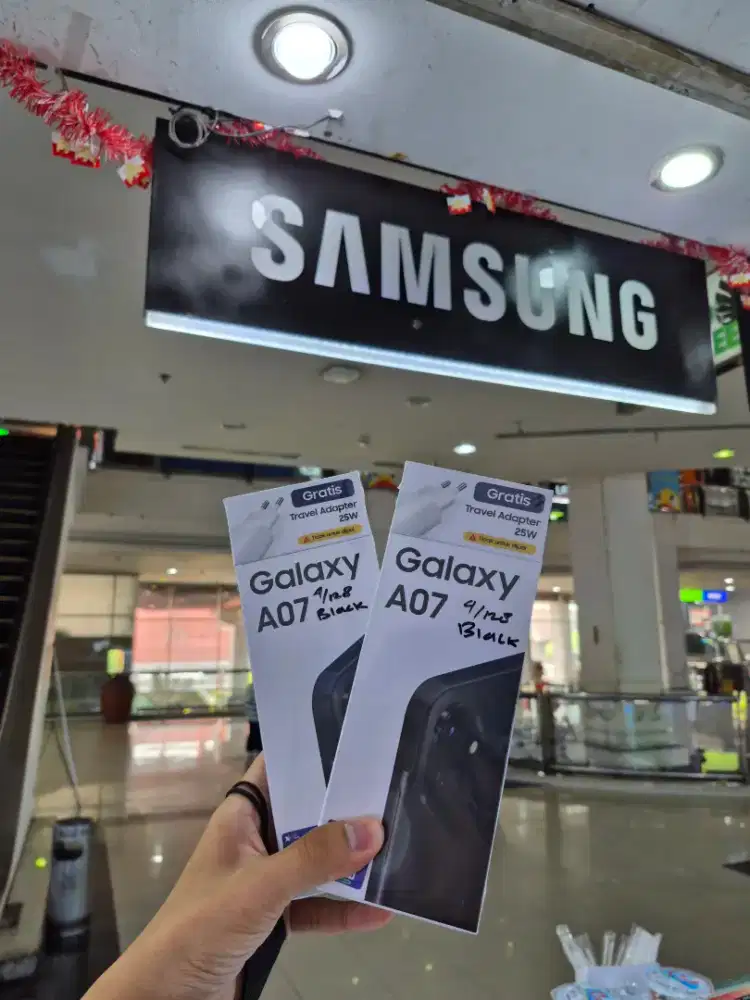 SAMSUNG
Gratis
Travel Adapter
25W
Galaxy
A07 4/128
Black
Gratis
Travel Adapter
25W
Galaxy
A07 4/128
Black